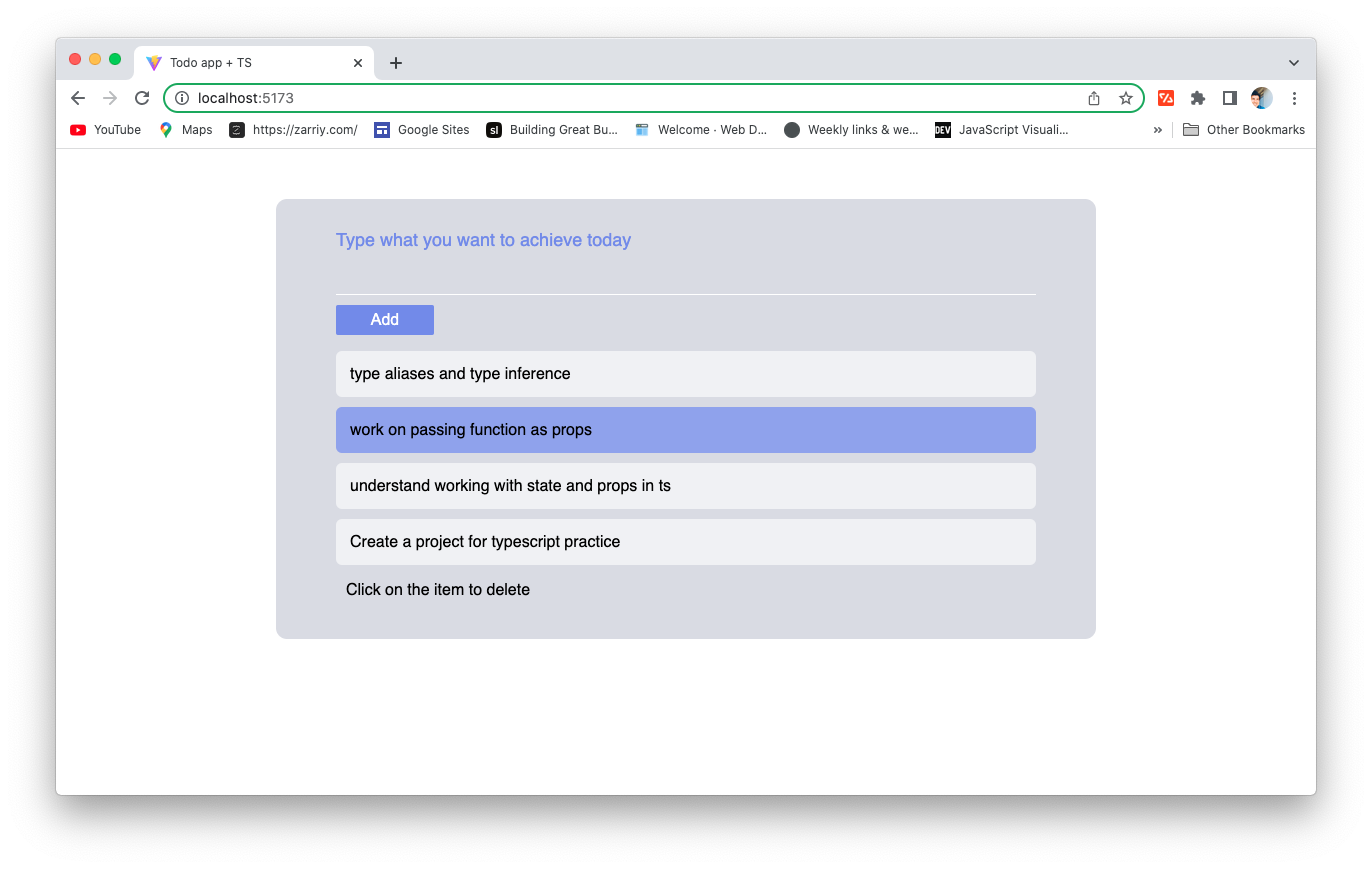 Todo app + TS
localhost:5173
YouTube Maps https://zarriy.com/ Google Sites sl Building Great Bu... Welcome · Web D... Weekly links & we... DEV JavaScript Visuali... » Other Bookmarks
Type what you want to achieve today
Add
type aliases and type inference
work on passing function as props
understand working with state and props in ts
Create a project for typescript practice
Click on the item to delete